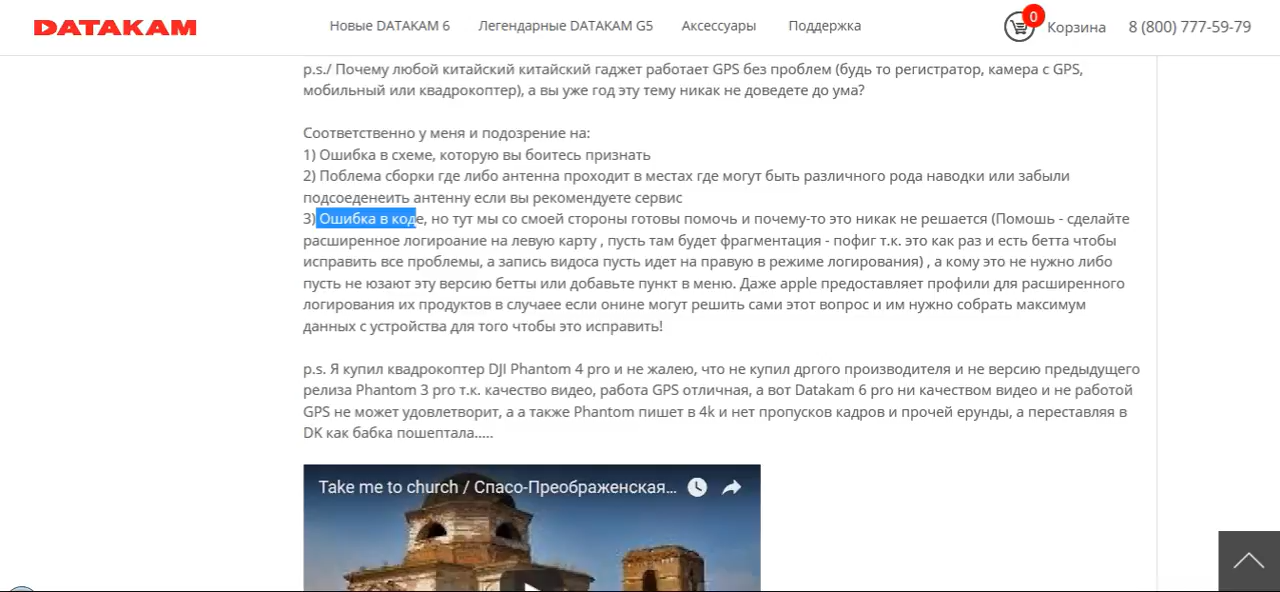 DATAKAM
Новые DATAKAM 6 Легендарные DATAKAM G5 Аксессуары Поддержка 0 Корзина 8 (800) 777-59-79
p.s./ Почему любой китайский китайский гаджет работает GPS без проблем (будь то регистратор, камера с GPS,
мобильный или квадрокоптер), а вы уже год эту тему никак не доведете до ума?
Соответственно у меня и подозрение на:
1) Ошибка в схеме, которую вы боитесь признать
2) Поблема сборки где либо антенна проходит в местах где могут быть различного рода наводки или забыли
подсоеденеить антенну если вы рекомендуете сервис
3) Ошибка в коде, но тут мы со смоей стороны готовы помочь и почему-то это никак не решается (Помошь - сделайте
расширенное логироание на левую карту , пусть там будет фрагментация - пофиг т.к. это как раз и есть бетта чтобы
исправить все проблемы, а запись видоса пусть идет на правую в режиме логирования) , а кому это не нужно либо
пусть не юзают эту версию бетты или добавьте пункт в меню. Даже apple предоставляет профили для расширенного
логирования их продуктов в случаее если онине могут решить сами этот вопрос и им нужно собрать максимум
данных с устройства для того чтобы это исправить!
p.s. Я купил квадрокоптер DJI Phantom 4 pro и не жалею, что не купил дргого производителя и не версию предыдущего
релиза Phantom 3 pro т.к. качество видео, работа GPS отличная, а вот Datakam 6 pro ни качеством видео и не работой
GPS не может удовлетворит, а а также Phantom пишет в 4k и нет пропусков кадров и прочей ерунды, а переставляя в
DK как бабка пошептала.....
Take me to church / Спасо-Преображенская...